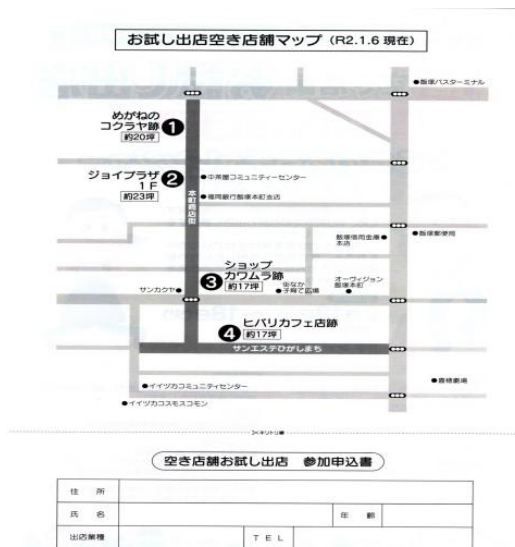 お試し出店空き店舗マップ（R2.1.6 現在）
●飯塚バスターミナル
めがねの
コクラヤ跡
❶
約20坪
ジョイプラザ
1F
❷
約23坪
●中茶屋コミュニティーセンター
●福岡銀行飯塚本町支店
本町商店街
飯塚信用金庫●
本店
●飯塚郵便局
ショップ
カワムラ跡
❸
約17坪
サンカクヤ●
街なか
●子育て広場
オーヴィジョン
飯塚本町
●
ヒバリカフェ店跡
❹
約17坪
サンエステひがしまち
●嘉穂劇場
●イイヅカコミュニティセンター
●イイヅカコスモスコモン
キリトリ線
空き店舗お試し出店　参加申込書
住　所
氏　名
年　齢
出店業種
ＴＥＬ